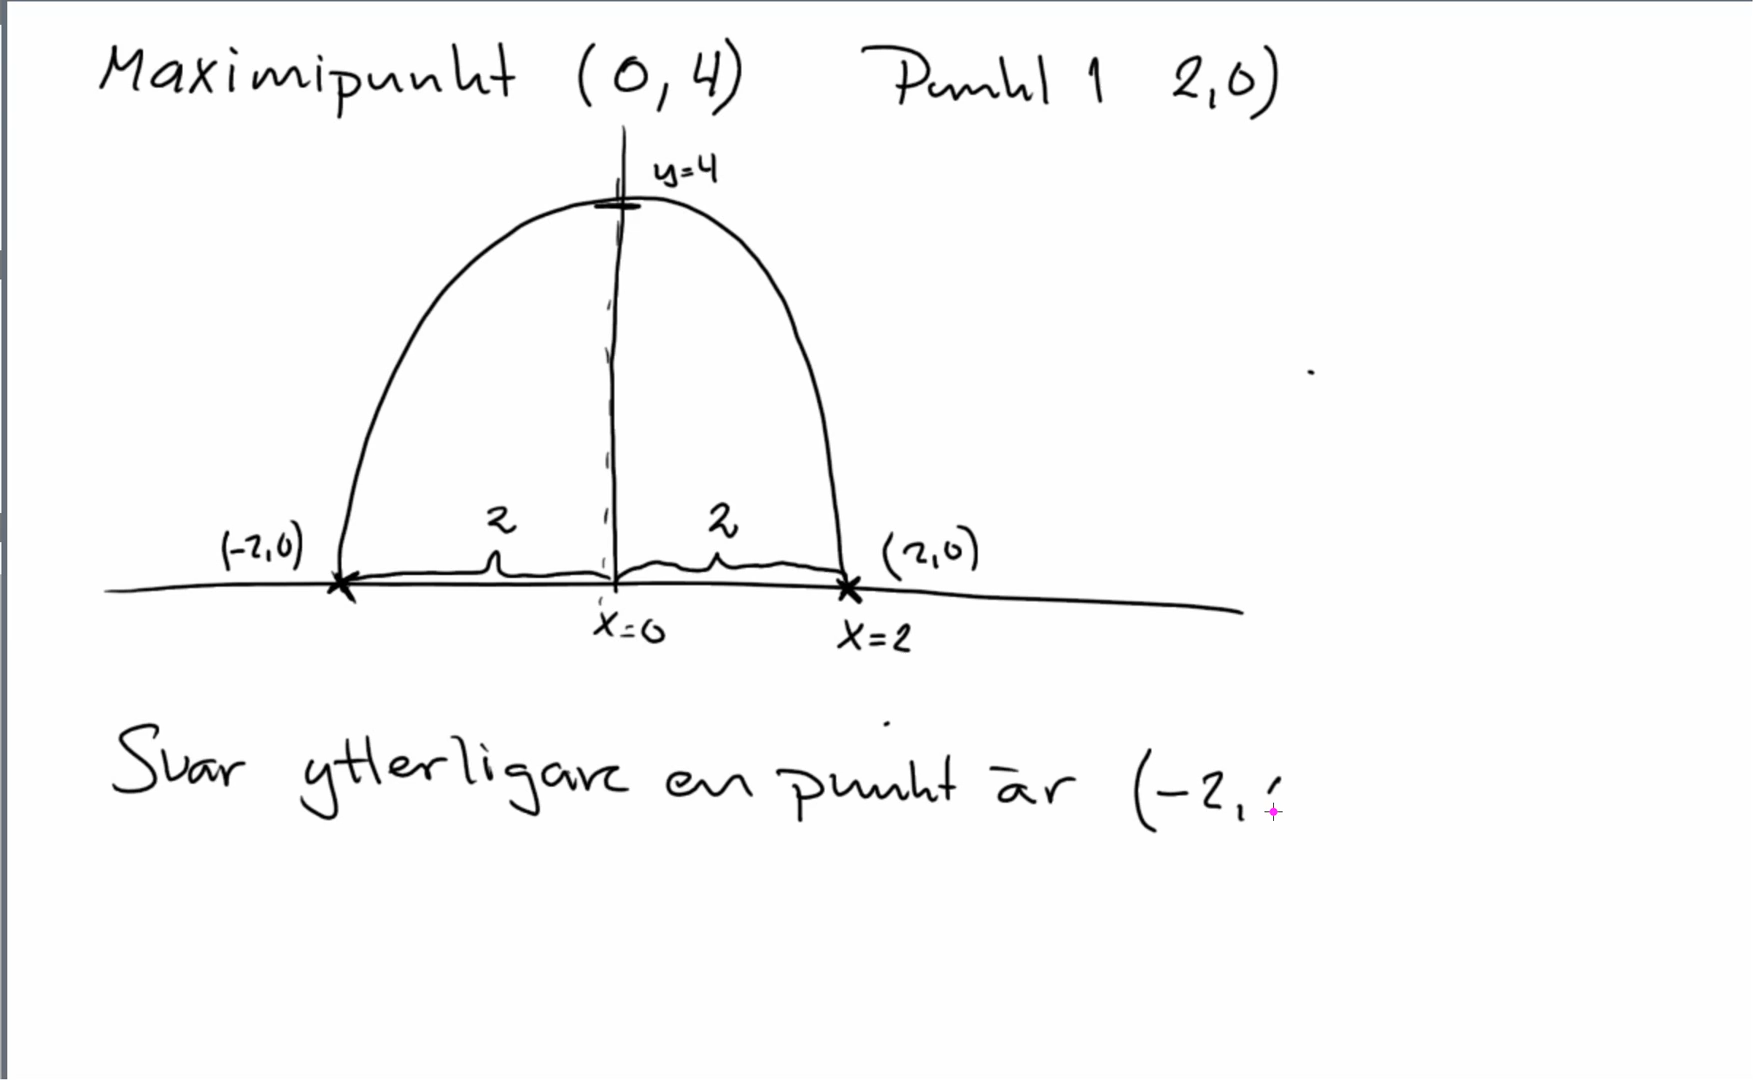 Maximipunkt (0,4) Punkt 1 2,0)
y=4
2 2
(-2,0) (2,0)
x=0 x=2
Svar ytterligare en punkt är (-2,